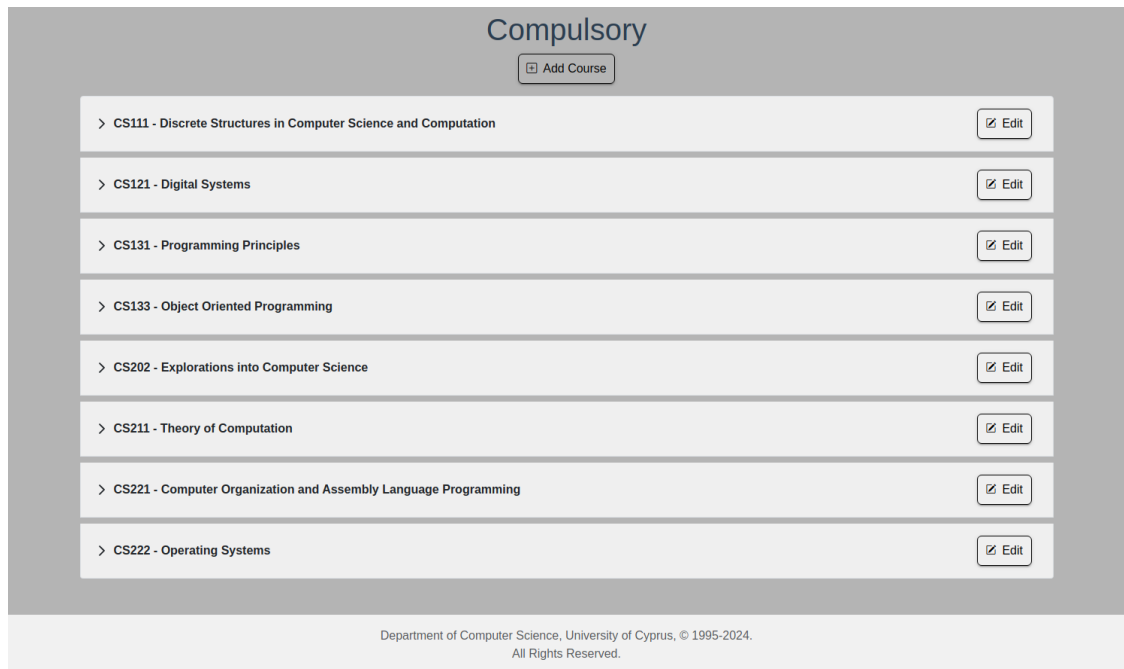 Compulsory
Add Course
CS111 - Discrete Structures in Computer Science and Computation
Edit
CS121 - Digital Systems
Edit
CS131 - Programming Principles
Edit
CS133 - Object Oriented Programming
Edit
CS202 - Explorations into Computer Science
Edit
CS211 - Theory of Computation
Edit
CS221 - Computer Organization and Assembly Language Programming
Edit
CS222 - Operating Systems
Edit
Department of Computer Science, University of Cyprus, © 1995-2024.
All Rights Reserved.